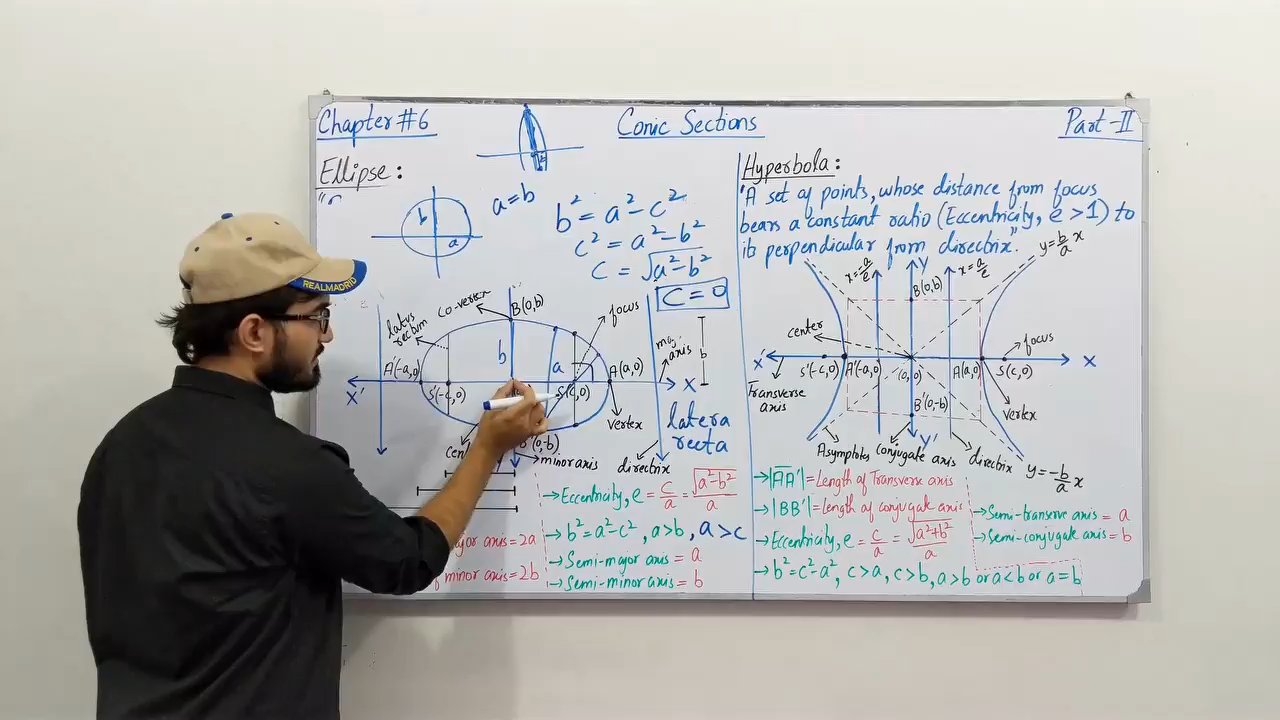 Chapter #6
Conic Sections
Part-II
Ellipse :
b
a
a=b
b² = a² - c²
c² = a² - b²
c = √a² - b²
c = 0
REALMADRID
latus
rectum
co-vertex
B(0,b)
focus
major
axis
b
b
a
A'(-a,0)
S'(-c,0)
S(c,0)
A(a,0)
X'
X
vertex
latera
recta
B'(0,-b)
minor axis
directrix
→Eccentricity, e = c/a = √a²-b²/a
→b²=a²-c², a>b, a>c
→Semi-major axis = a
→Semi-minor axis = b
axis = 2a
minor axis=2b
Hyperbola :
"A set of points, whose distance from focus
bears a constant ratio (Eccentricity, e > 1) to
its perpendicular from directrix".
y = b/a x
x = a/e
Y
x = a/e
B(0,b)
center
focus
X'
X
S'(-c,0)
A'(-a,0)
(0,0)
A(a,0)
S(c,0)
Transverse
axis
B'(0,-b)
vertex
Y'
Asymptotes
conjugate axis
directrix
y = -b/a x
→|AA'| = Length of Transverse axis
→|BB'| = length of conjugate axis
→Eccentricity, e = c/a = √a²+b²/a
→b²=c²-a², c>a, c>b, a>b or a<b or a=b
→Semi-transverse axis = a
→Semi-conjugate axis = b